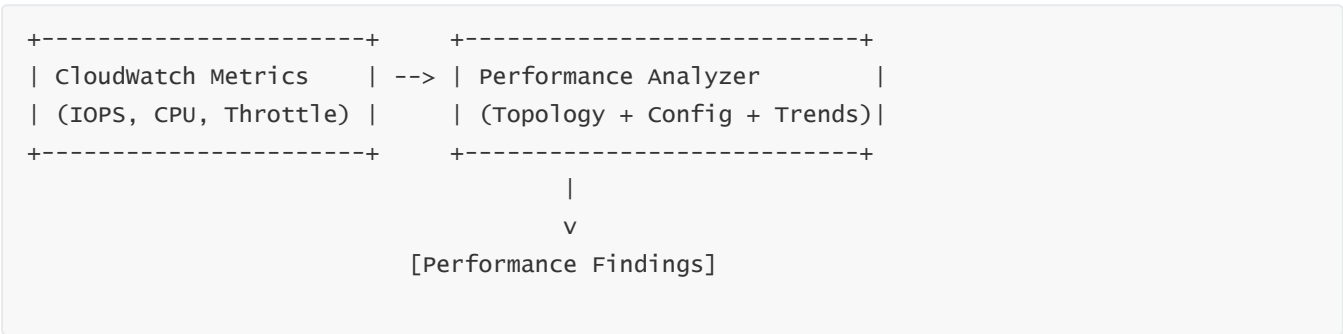 +-----------------------+     +----------------------------+
| CloudWatch Metrics    | --> | Performance Analyzer        |
| (IOPS, CPU, Throttle) |     | (Topology + Config + Trends)|
+-----------------------+     +----------------------------+
                                      |
                                      v
                           [Performance Findings]